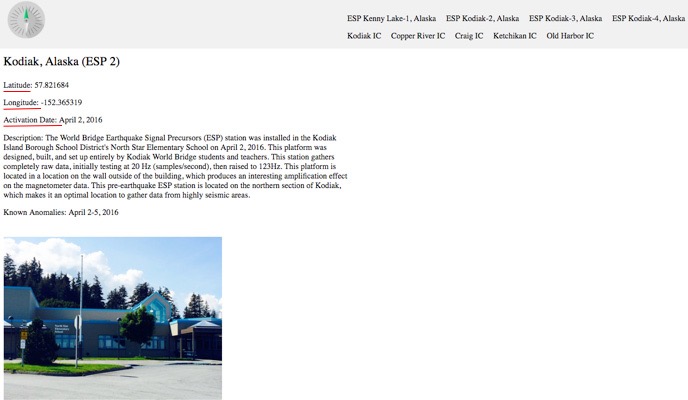 ESP Kenny Lake-1, Alaska ESP Kodiak-2, Alaska ESP Kodiak-3, Alaska ESP Kodiak-4, Alaska
Kodiak IC Copper River IC Craig IC Ketchikan IC Old Harbor IC
Kodiak, Alaska (ESP 2)
Latitude: 57.821684
Longitude: -152.365319
Activation Date: April 2, 2016
Description: The World Bridge Earthquake Signal Precursors (ESP) station was installed in the Kodiak
Island Borough School District's North Star Elementary School on April 2, 2016. This platform was
designed, built, and set up entirely by Kodiak World Bridge students and teachers. This station gathers
completely raw data, initially testing at 20 Hz (samples/second), then raised to 123Hz. This platform is
located in a location on the wall outside of the building, which produces an interesting amplification effect
on the magnetometer data. This pre-earthquake ESP station is located on the northern section of Kodiak,
which makes it an optimal location to gather data from highly seismic areas.
Known Anomalies: April 2-5, 2016
North Star
Elementary
School